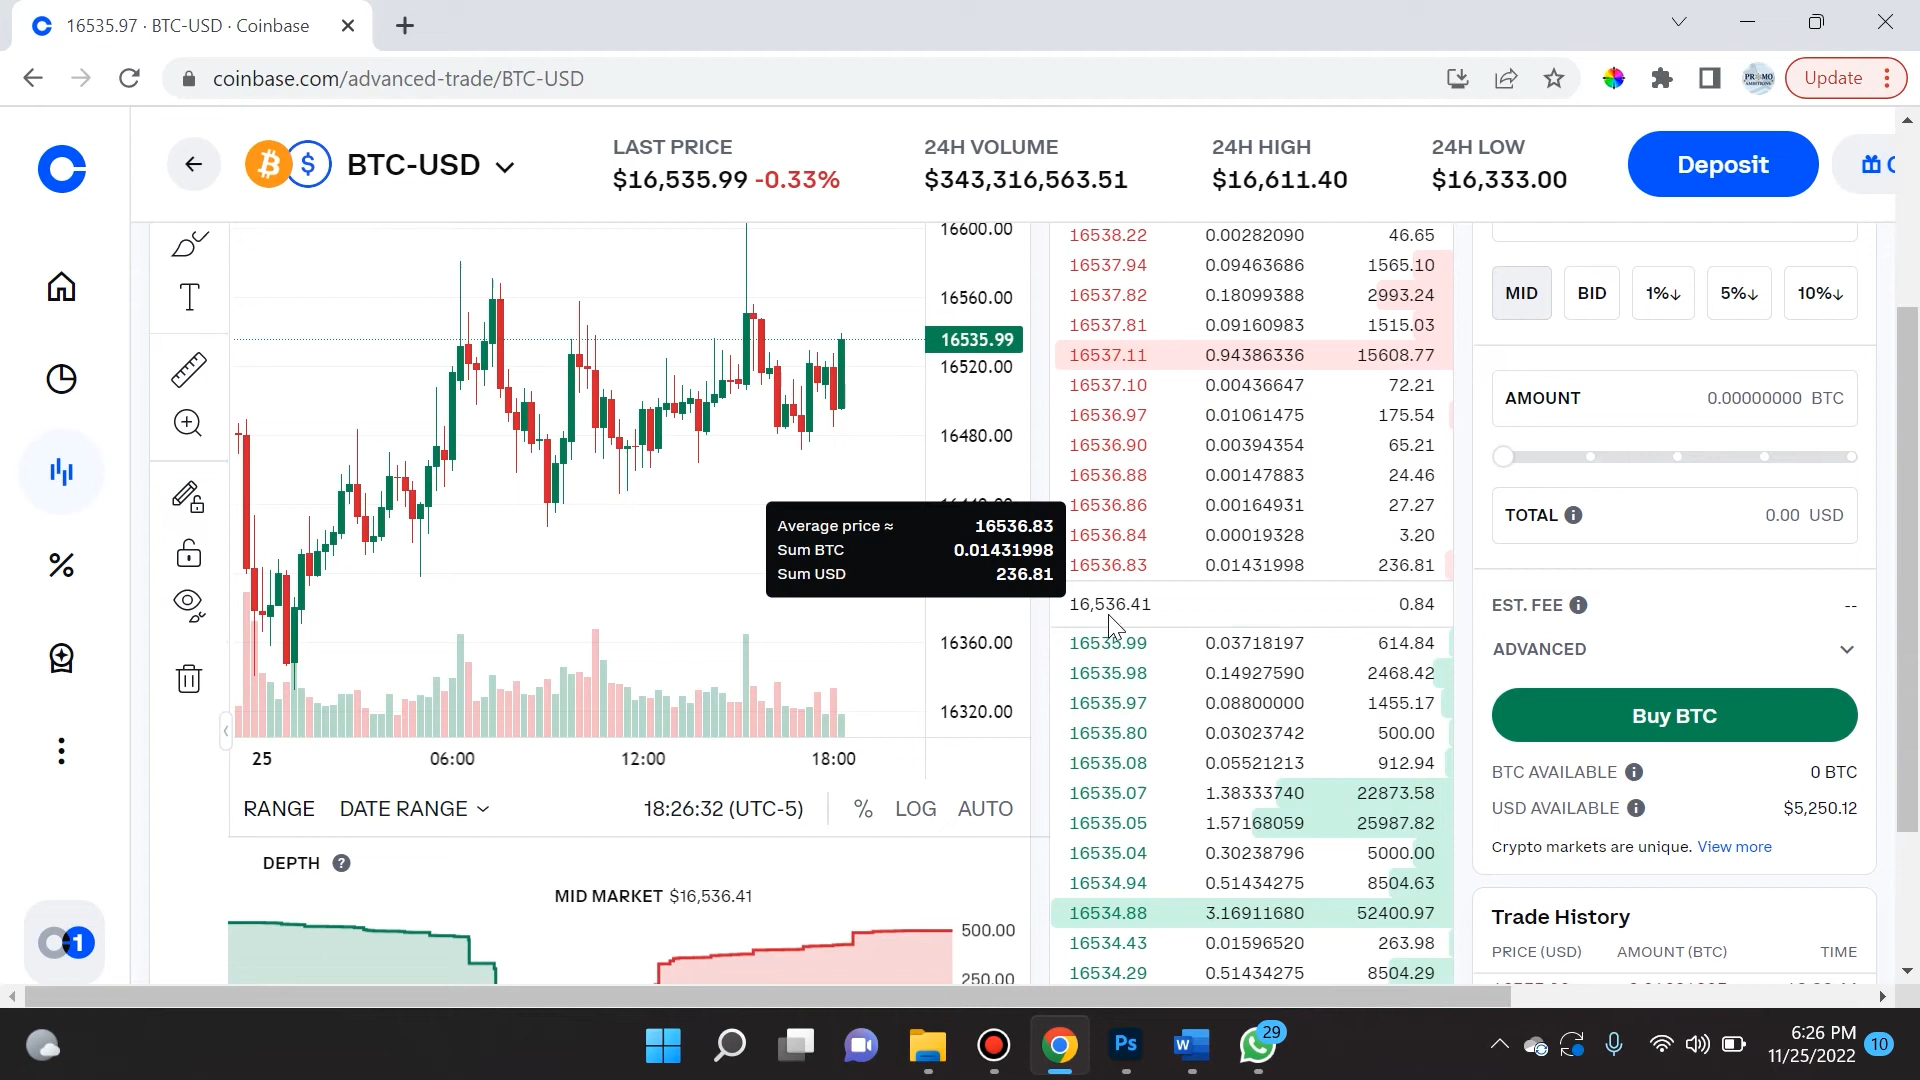 16535.97 · BTC-USD · Coinbase
coinbase.com/advanced-trade/BTC-USD
PROMO
Update
BTC-USD
LAST PRICE
$16,535.99 -0.33%
24H VOLUME
$343,316,563.51
24H HIGH
$16,611.40
24H LOW
$16,333.00
Deposit
T
16600.00
16560.00
16535.99
16520.00
16480.00
16360.00
16320.00
25 06:00 12:00 18:00
RANGE DATE RANGE 18:26:32 (UTC-5) % LOG AUTO
DEPTH ?
MID MARKET $16,536.41
500.00
250.00
Average price ≈ 16536.83
Sum BTC 0.01431998
Sum USD 236.81
16538.22 0.00282090 46.65
16537.94 0.09463686 1565.10
16537.82 0.18099388 2993.24
16537.81 0.09160983 1515.03
16537.11 0.94386336 15608.77
16537.10 0.00436647 72.21
16536.97 0.01061475 175.54
16536.90 0.00394354 65.21
16536.88 0.00147883 24.46
16536.86 0.00164931 27.27
16536.84 0.00019328 3.20
16536.83 0.01431998 236.81
16,536.41 0.84
16535.99 0.03718197 614.84
16535.98 0.14927590 2468.42
16535.97 0.08800000 1455.17
16535.80 0.03023742 500.00
16535.08 0.05521213 912.94
16535.07 1.38333740 22873.58
16535.05 1.57168059 25987.82
16535.04 0.30238796 5000.00
16534.94 0.51434275 8504.63
16534.88 3.16911680 52400.97
16534.43 0.01596520 263.98
16534.29 0.51434275 8504.29
MID BID 1%↓ 5%↓ 10%↓
AMOUNT 0.00000000 BTC
TOTAL 0.00 USD
EST. FEE --
ADVANCED
Buy BTC
BTC AVAILABLE 0 BTC
USD AVAILABLE $5,250.12
Crypto markets are unique. View more
Trade History
PRICE (USD) AMOUNT (BTC) TIME
1
Ps
W
29
6:26 PM
11/25/2022
10